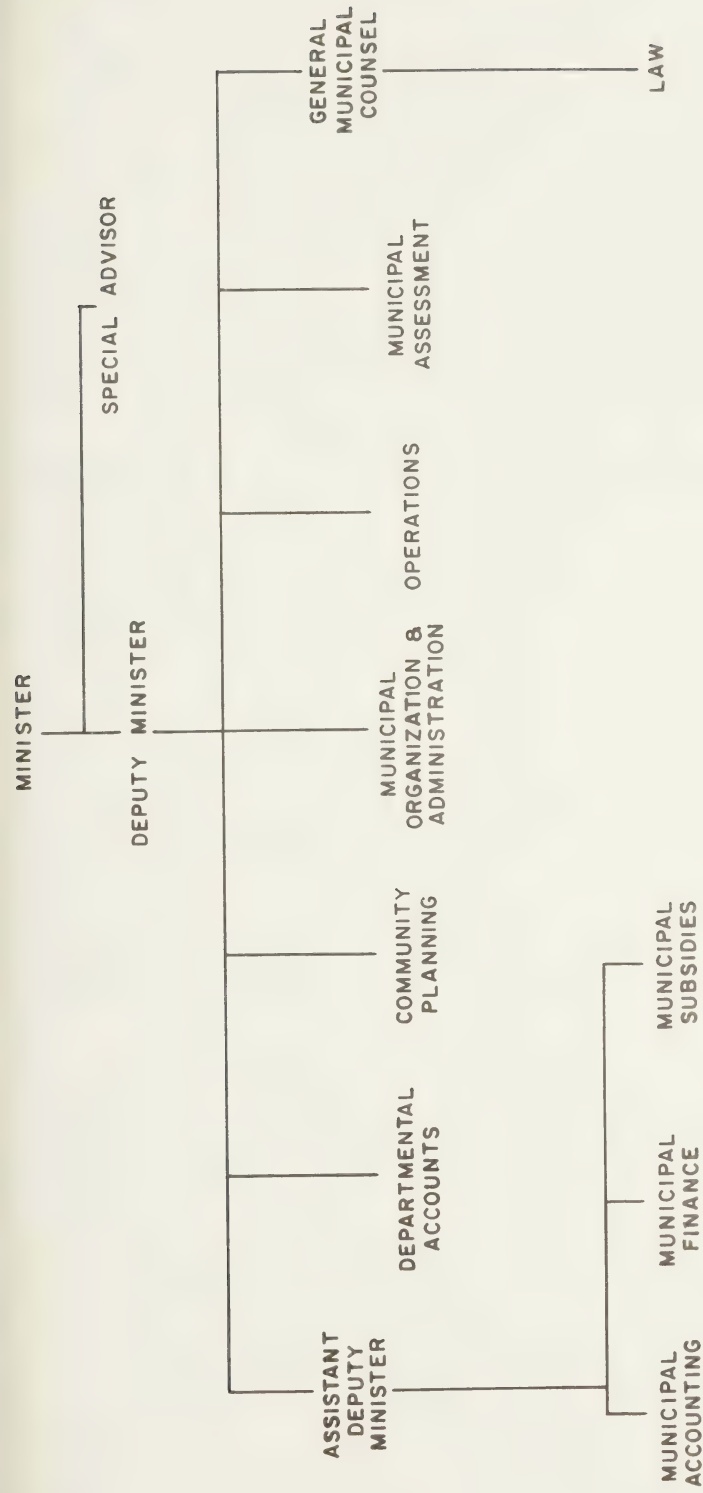 MINISTER
SPECIAL ADVISOR
DEPUTY MINISTER
ASSISTANT
DEPUTY
MINISTER
DEPARTMENTAL
ACCOUNTS
COMMUNITY
PLANNING
MUNICIPAL
ORGANIZATION &
ADMINISTRATION
OPERATIONS
MUNICIPAL
ASSESSMENT
GENERAL
MUNICIPAL
COUNSEL
MUNICIPAL
ACCOUNTING
MUNICIPAL
FINANCE
MUNICIPAL
SUBSIDIES
LAW